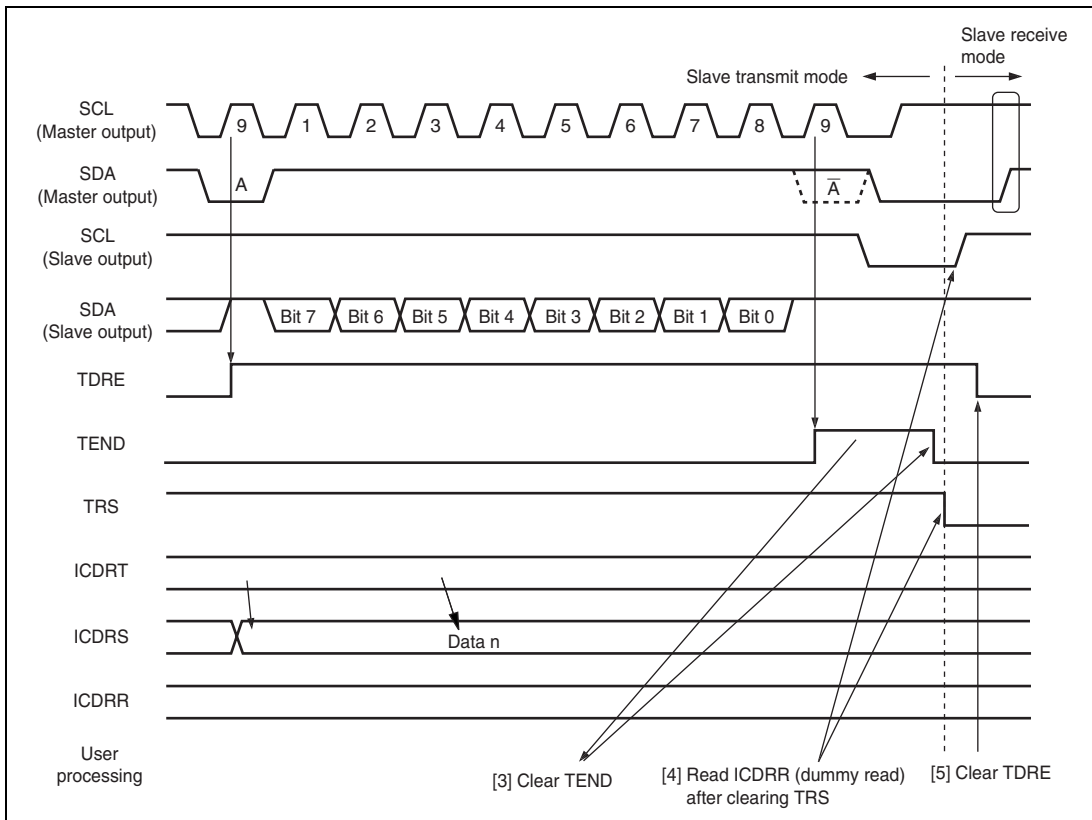 Slave receive
mode
Slave transmit mode
SCL
(Master output)
9 1 2 3 4 5 6 7 8 9
SDA
(Master output)
A A̅
SCL
(Slave output)
SDA
(Slave output)
Bit 7 Bit 6 Bit 5 Bit 4 Bit 3 Bit 2 Bit 1 Bit 0
TDRE
TEND
TRS
ICDRT
ICDRS
Data n
ICDRR
User
processing
[3] Clear TEND
[4] Read ICDRR (dummy read)
after clearing TRS
[5] Clear TDRE